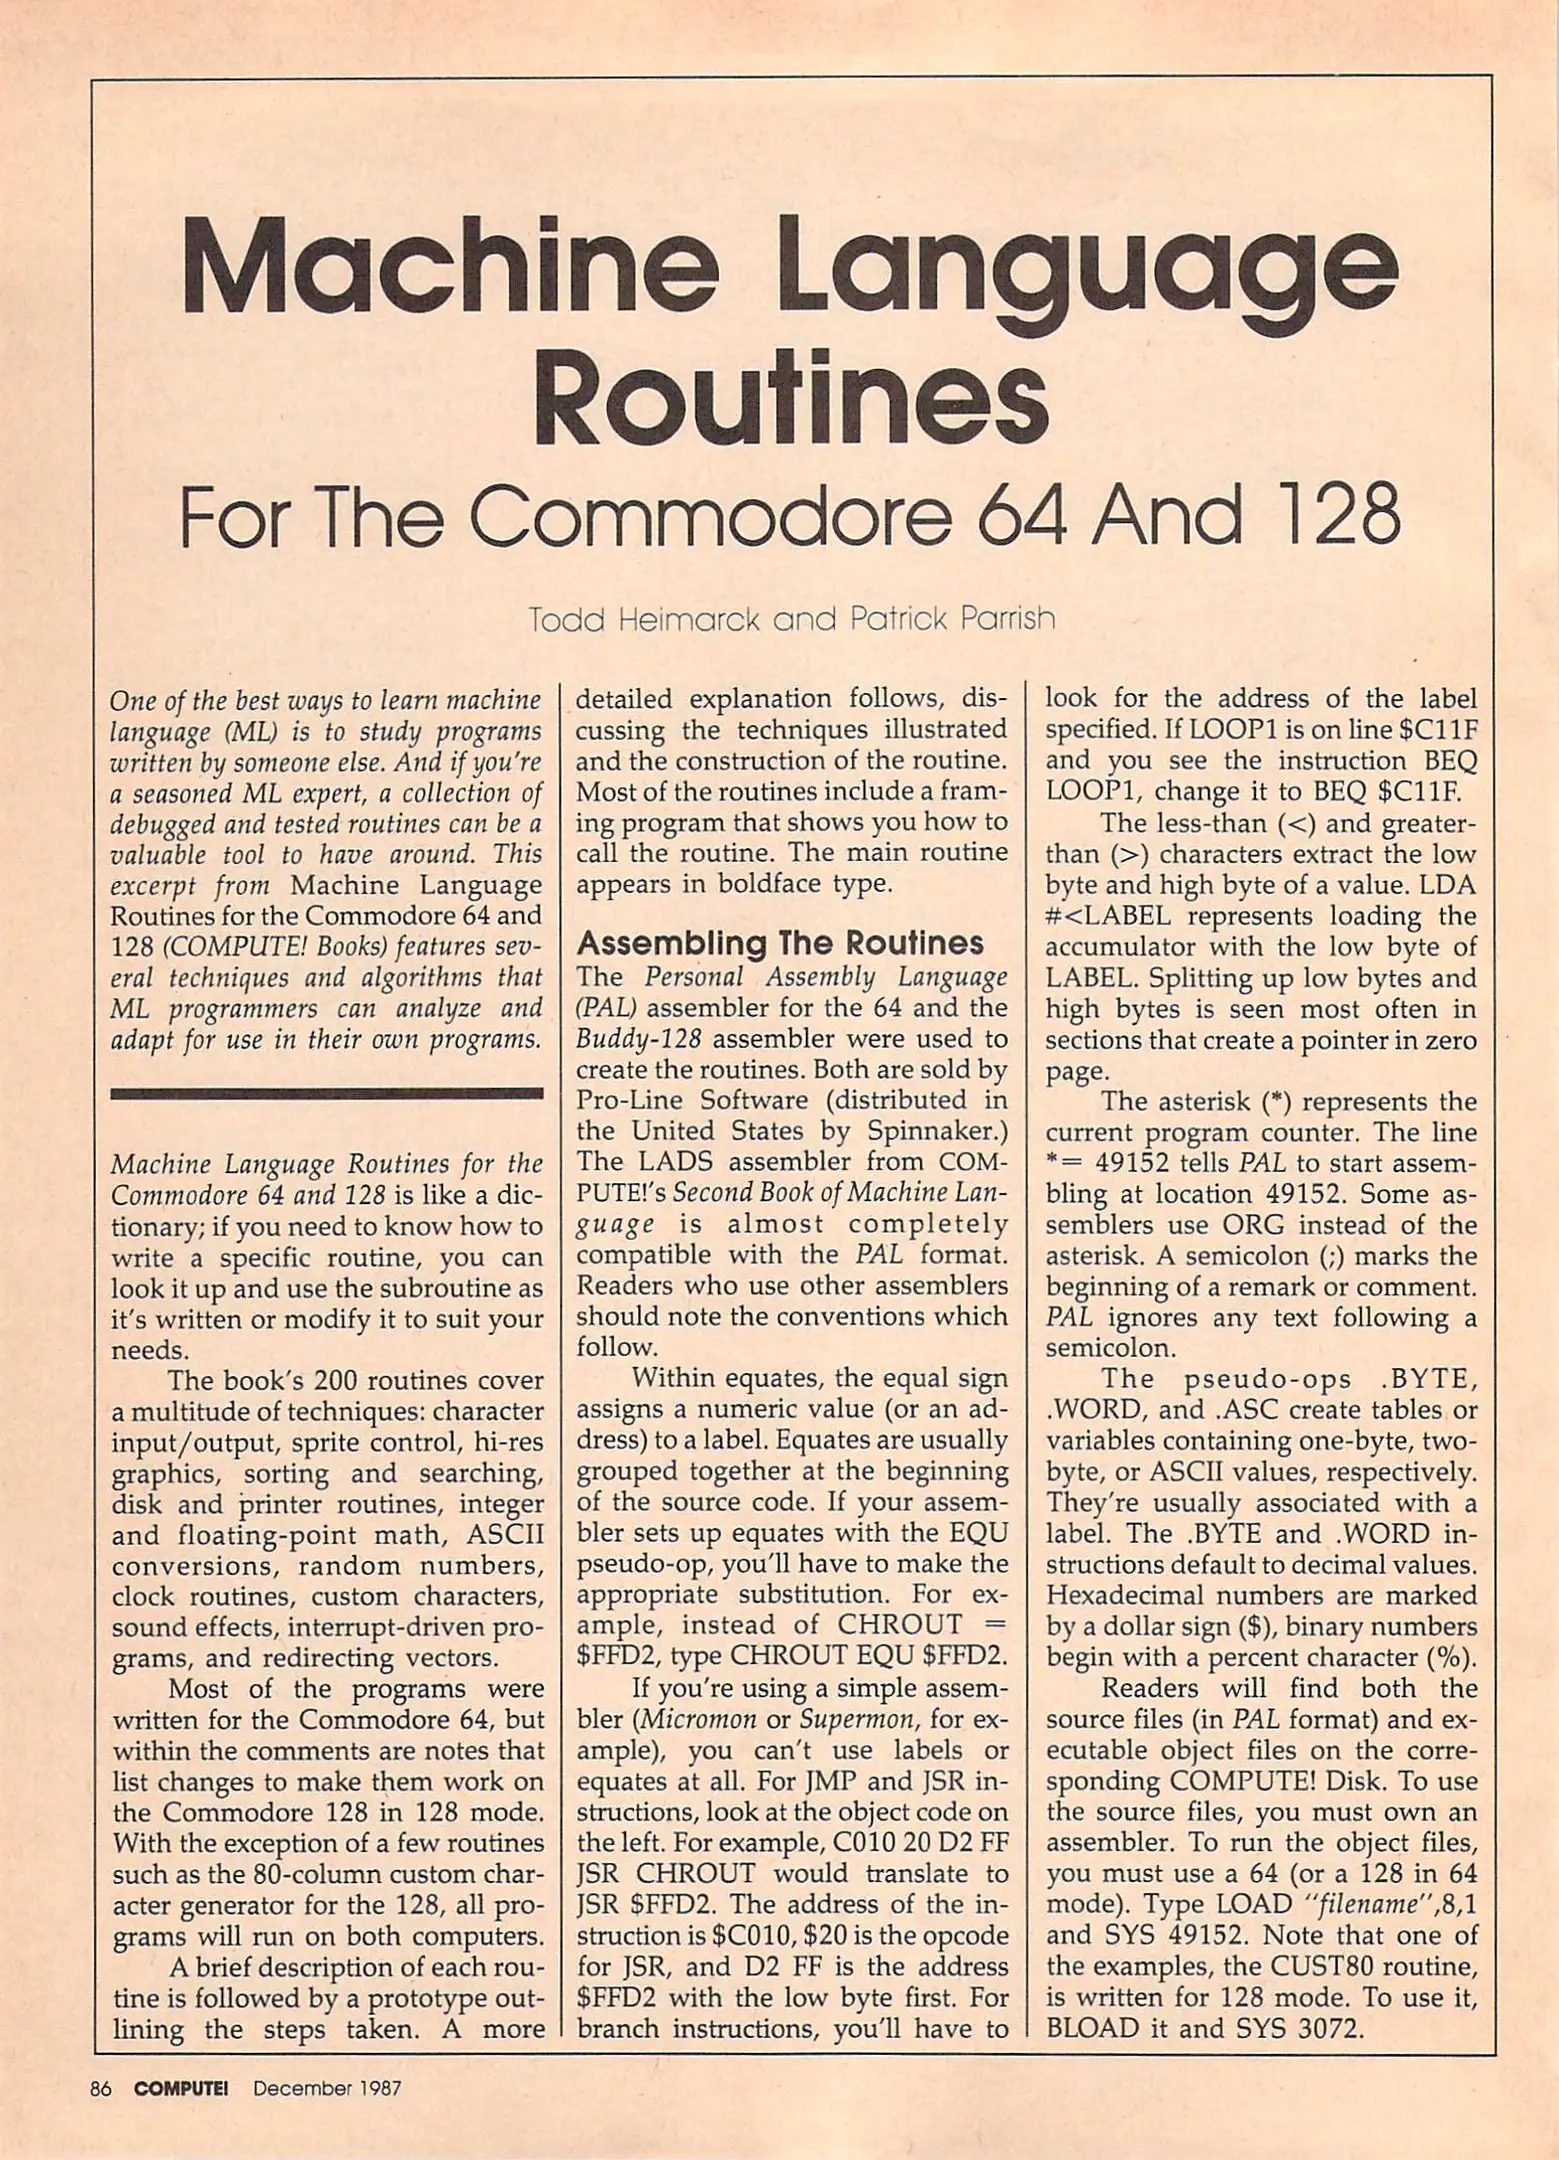 Machine Language
Routines
For The Commodore 64 And 128
Todd Heimarck and Patrick Parrish
One of the best ways to learn machine
language (ML) is to study programs
written by someone else. And if you're
a seasoned ML expert, a collection of
debugged and tested routines can be a
valuable tool to have around. This
excerpt from Machine Language
Routines for the Commodore 64 and
128 (COMPUTE! Books) features sev-
eral techniques and algorithms that
ML programmers can analyze and
adapt for use in their own programs.
Machine Language Routines for the
Commodore 64 and 128 is like a dic-
tionary; if you need to know how to
write a specific routine, you can
look it up and use the subroutine as
it's written or modify it to suit your
needs.
The book's 200 routines cover
a multitude of techniques: character
input/output, sprite control, hi-res
graphics, sorting and searching,
disk and printer routines, integer
and floating-point math, ASCII
conversions, random numbers,
clock routines, custom characters,
sound effects, interrupt-driven pro-
grams, and redirecting vectors.
Most of the programs were
written for the Commodore 64, but
within the comments are notes that
list changes to make them work on
the Commodore 128 in 128 mode.
With the exception of a few routines
such as the 80-column custom char-
acter generator for the 128, all pro-
grams will run on both computers.
A brief description of each rou-
tine is followed by a prototype out-
lining the steps taken. A more
detailed explanation follows, dis-
cussing the techniques illustrated
and the construction of the routine.
Most of the routines include a fram-
ing program that shows you how to
call the routine. The main routine
appears in boldface type.
Assembling The Routines
The Personal Assembly Language
(PAL) assembler for the 64 and the
Buddy-128 assembler were used to
create the routines. Both are sold by
Pro-Line Software (distributed in
the United States by Spinnaker.)
The LADS assembler from COM-
PUTE!'s Second Book of Machine Lan-
guage is almost completely
compatible with the PAL format.
Readers who use other assemblers
should note the conventions which
follow.
Within equates, the equal sign
assigns a numeric value (or an ad-
dress) to a label. Equates are usually
grouped together at the beginning
of the source code. If your assem-
bler sets up equates with the EQU
pseudo-op, you'll have to make the
appropriate substitution. For ex-
ample, instead of CHROUT =
$FFD2, type CHROUT EQU $FFD2.
If you're using a simple assem-
bler (Micromon or Supermon, for ex-
ample), you can't use labels or
equates at all. For JMP and JSR in-
structions, look at the object code on
the left. For example, C010 20 D2 FF
JSR CHROUT would translate to
JSR $FFD2. The address of the in-
struction is $C010, $20 is the opcode
for JSR, and D2 FF is the address
$FFD2 with the low byte first. For
branch instructions, you'll have to
look for the address of the label
specified. If LOOP1 is on line $C11F
and you see the instruction BEQ
LOOP1, change it to BEQ $C11F.
The less-than (<) and greater-
than (>) characters extract the low
byte and high byte of a value. LDA
#<LABEL represents loading the
accumulator with the low byte of
LABEL. Splitting up low bytes and
high bytes is seen most often in
sections that create a pointer in zero
page.
The asterisk (*) represents the
current program counter. The line
*= 49152 tells PAL to start assem-
bling at location 49152. Some as-
semblers use ORG instead of the
asterisk. A semicolon (;) marks the
beginning of a remark or comment.
PAL ignores any text following a
semicolon.
The pseudo-ops .BYTE,
.WORD, and .ASC create tables or
variables containing one-byte, two-
byte, or ASCII values, respectively.
They're usually associated with a
label. The .BYTE and .WORD in-
structions default to decimal values.
Hexadecimal numbers are marked
by a dollar sign ($), binary numbers
begin with a percent character (%).
Readers will find both the
source files (in PAL format) and ex-
ecutable object files on the corre-
sponding COMPUTE! Disk. To use
the source files, you must own an
assembler. To run the object files,
you must use a 64 (or a 128 in 64
mode). Type LOAD "filename",8,1
and SYS 49152. Note that one of
the examples, the CUST80 routine,
is written for 128 mode. To use it,
BLOAD it and SYS 3072.
86 COMPUTE! December 1987